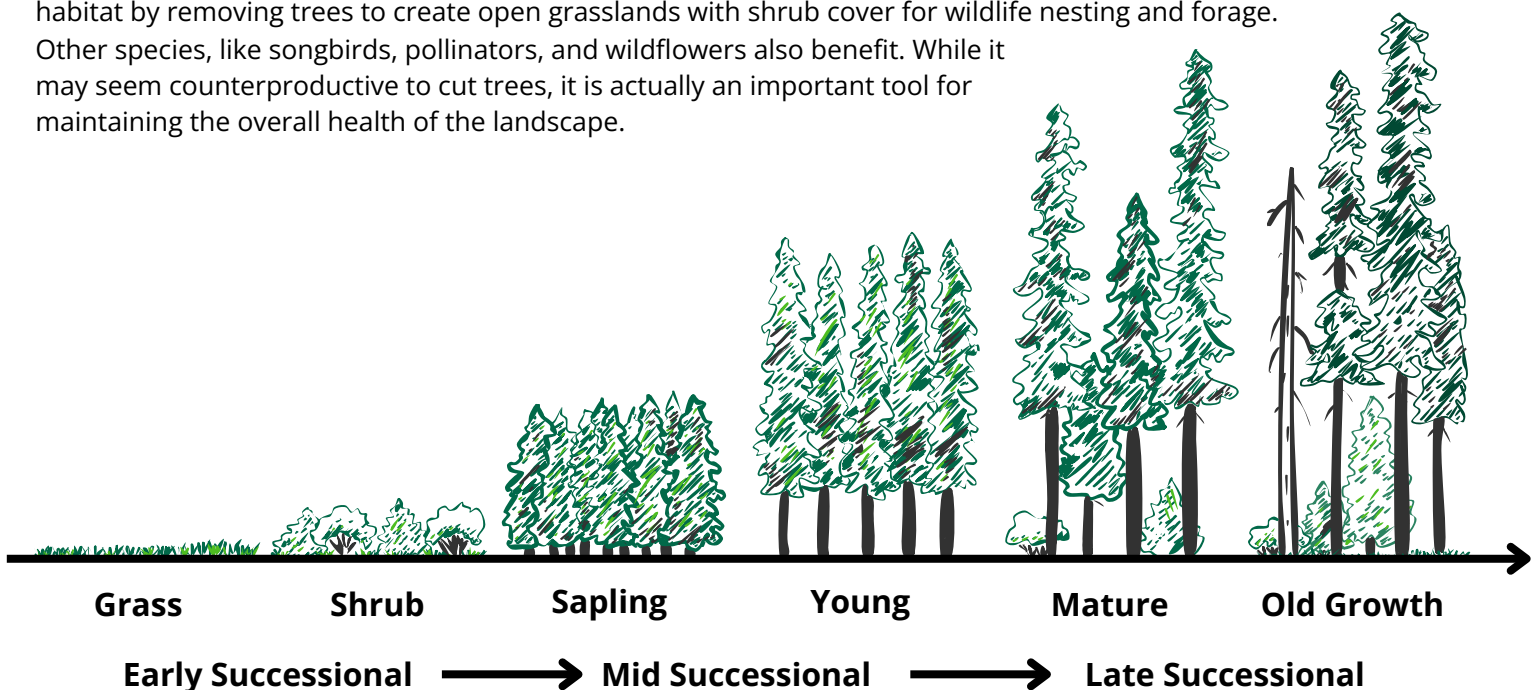 habitat by removing trees to create open grasslands with shrub cover for wildlife nesting and forage.
Other species, like songbirds, pollinators, and wildflowers also benefit. While it
may seem counterproductive to cut trees, it is actually an important tool for
maintaining the overall health of the landscape.
Grass Shrub Sapling Young Mature Old Growth
Early Successional Mid Successional Late Successional